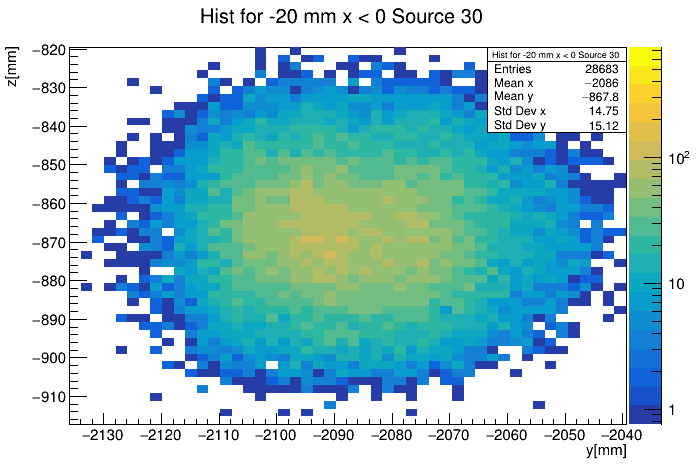 Hist for -20 mm x < 0 Source 30
z[mm]
Hist for -20 mm x < 0 Source 30
Entries 28683
Mean x −2086
Mean y −867.8
Std Dev x 14.75
Std Dev y 15.12
−820
−830
−840
−850
−860
−870
−880
−890
−900
−910
10²
10
1
−2130 −2120 −2110 −2100 −2090 −2080 −2070 −2060 −2050 −2040
y[mm]